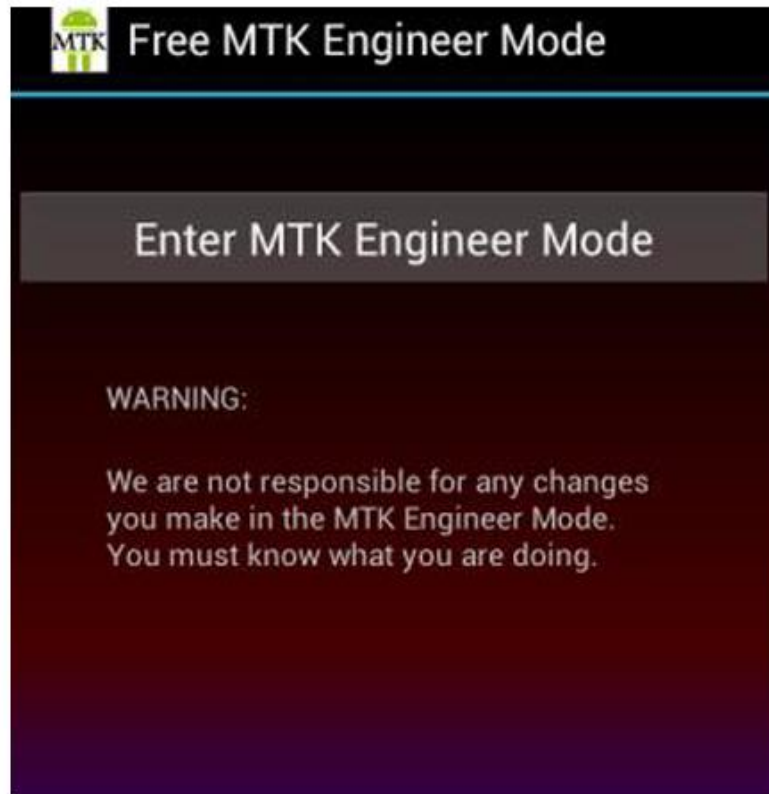 MTK Free MTK Engineer Mode
Enter MTK Engineer Mode
WARNING:
We are not responsible for any changes
you make in the MTK Engineer Mode.
You must know what you are doing.